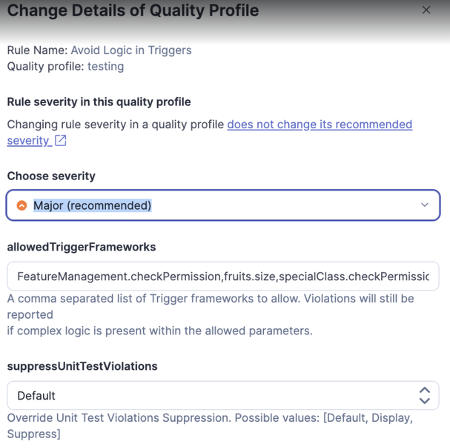 Change Details of Quality Profile
Rule Name: Avoid Logic in Triggers
Quality profile: testing
Rule severity in this quality profile
Changing rule severity in a quality profile does not change its recommended
severity
Choose severity
Major (recommended)
allowedTriggerFrameworks
FeatureManagement.checkPermission,fruits.size,specialClass.checkPermissic
A comma separated list of Trigger frameworks to allow. Violations will still be
reported
if complex logic is present within the allowed parameters.
suppressUnitTestViolations
Default
Override Unit Test Violations Suppression. Possible values: [Default, Display,
Suppress]